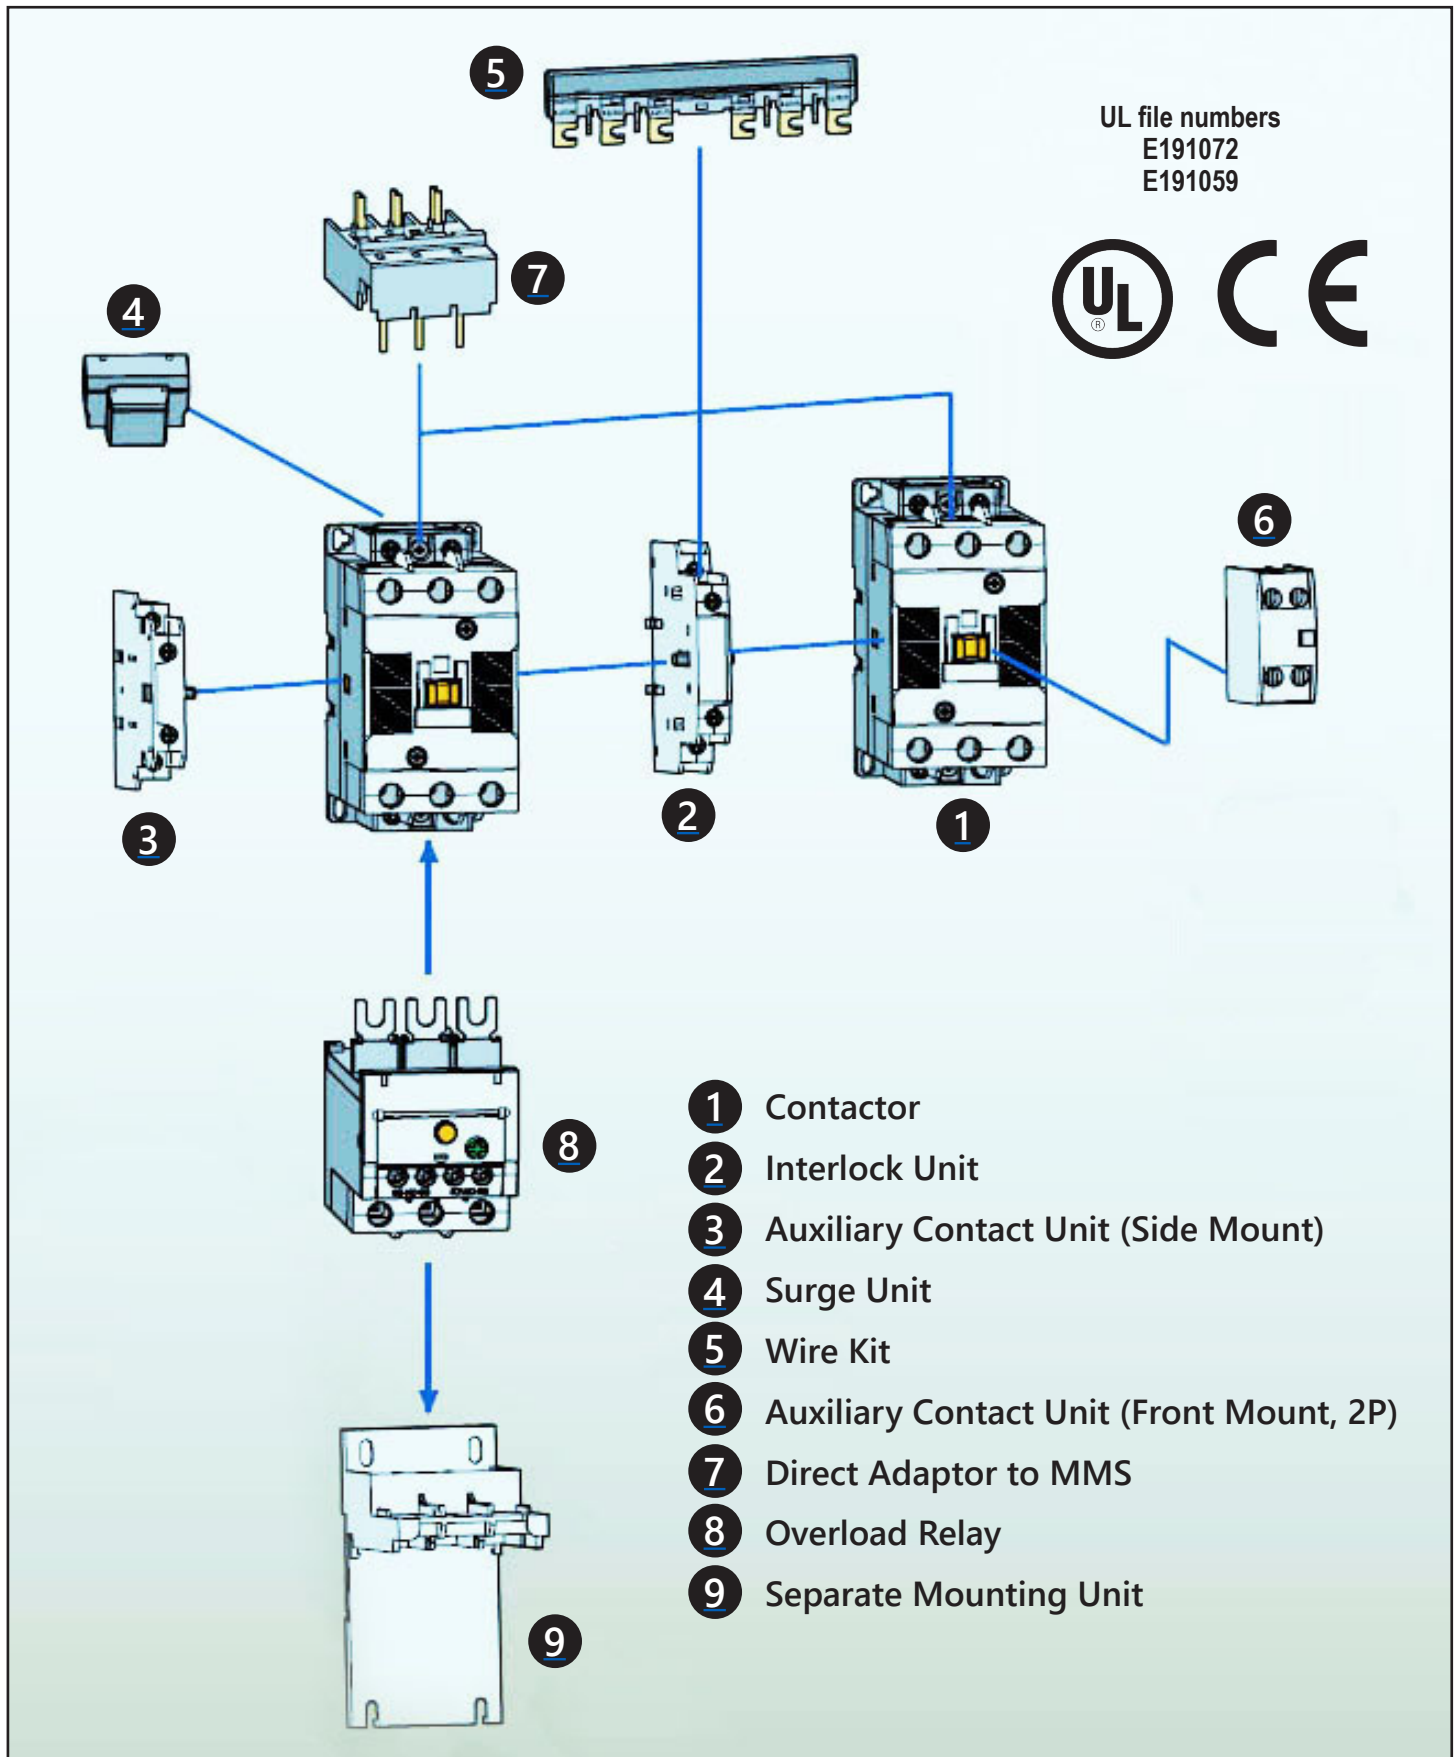 5
UL file numbers
E191072
E191059
7
4
UL
®
CE
6
3
2
1
8
1 Contactor
2 Interlock Unit
3 Auxiliary Contact Unit (Side Mount)
4 Surge Unit
5 Wire Kit
6 Auxiliary Contact Unit (Front Mount, 2P)
7 Direct Adaptor to MMS
8 Overload Relay
9 Separate Mounting Unit
9